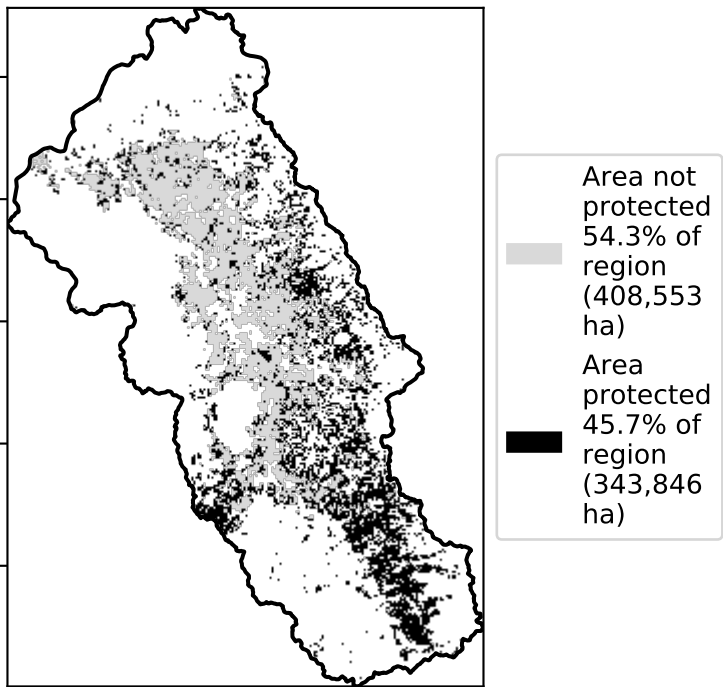 Area not
protected
54.3% of
region
(408,553
ha)
Area
protected
45.7% of
region
(343,846
ha)